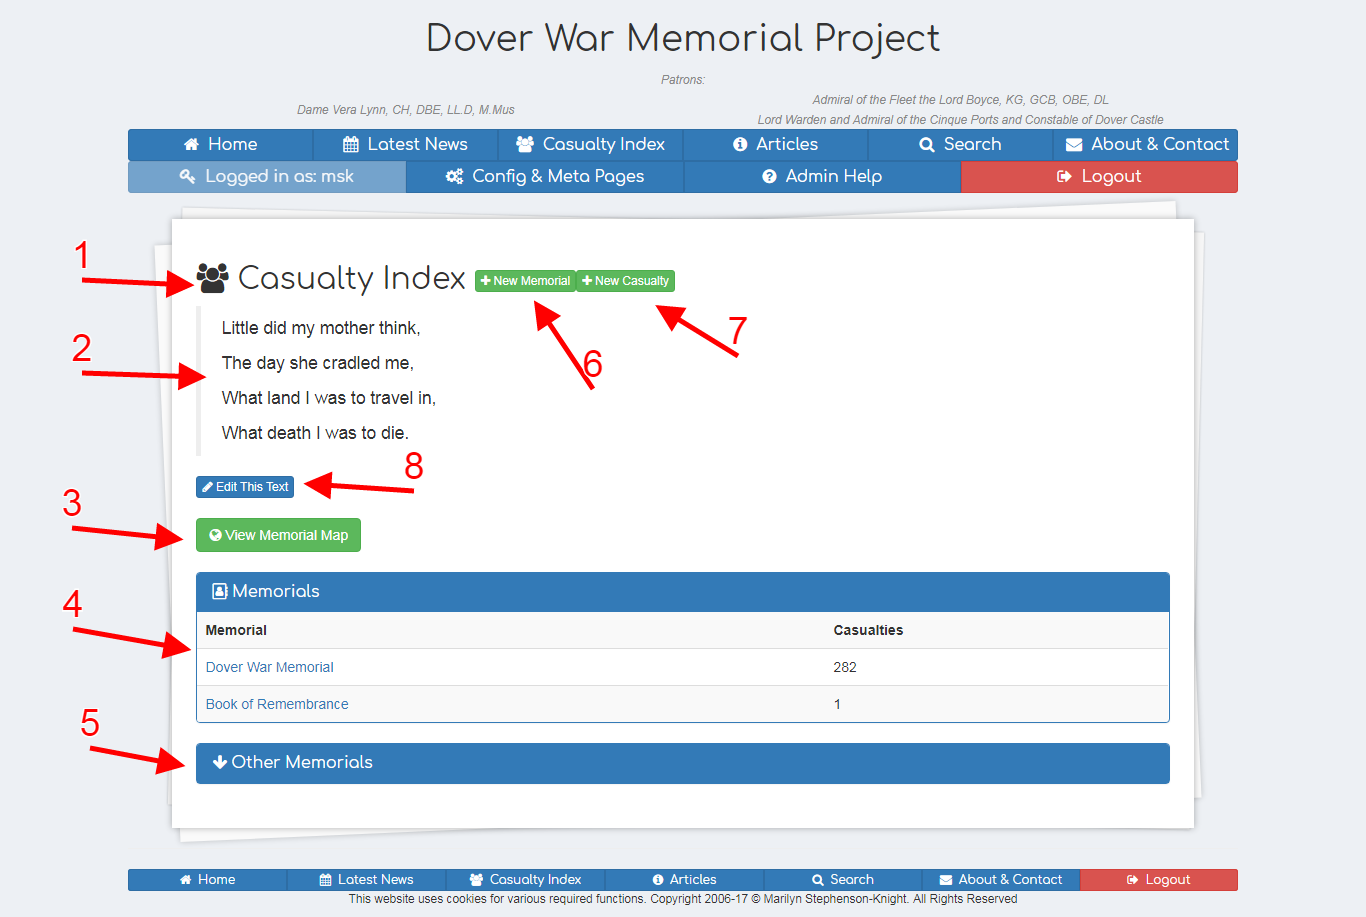 Dover War Memorial Project
Patrons:
Dame Vera Lynn, CH, DBE, LL.D, M.Mus
Admiral of the Fleet the Lord Boyce, KG, GCB, OBE, DL
Lord Warden and Admiral of the Cinque Ports and Constable of Dover Castle
Home Latest News Casualty Index Articles Search About & Contact
Logged in as: msk Config & Meta Pages Admin Help Logout
1
Casualty Index + New Memorial + New Casualty
6
7
2
Little did my mother think,
The day she cradled me,
What land I was to travel in,
What death I was to die.
8
Edit This Text
3
View Memorial Map
4
Memorials
Memorial Casualties
Dover War Memorial 282
Book of Remembrance 1
5
Other Memorials
Home Latest News Casualty Index Articles Search About & Contact Logout
This website uses cookies for various required functions. Copyright 2006-17 © Marilyn Stephenson-Knight. All Rights Reserved